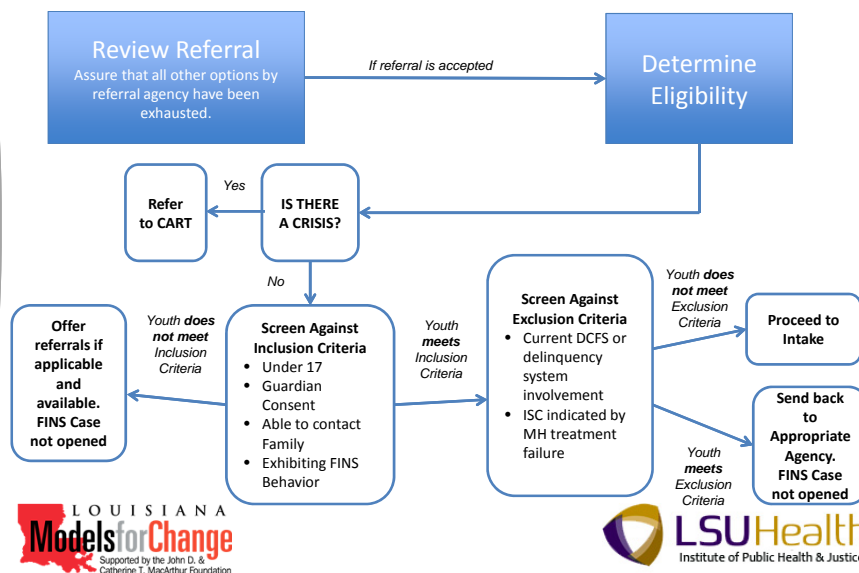 Review Referral
Assure that all other options by
referral agency have been
exhausted.
If referral is accepted
Determine
Eligibility
Refer
to CART
Yes
IS THERE
A CRISIS?
No
Offer
referrals if
applicable
and
available.
FINS Case
not opened
Youth does
not meet
Inclusion
Criteria
Screen Against
Inclusion Criteria
• Under 17
• Guardian
Consent
• Able to contact
Family
• Exhibiting FINS
Behavior
Youth
meets
Inclusion
Criteria
Screen Against
Exclusion Criteria
• Current DCFS or
delinquency
system
involvement
• ISC indicated by
MH treatment
failure
Youth does
not meet
Exclusion
Criteria
Proceed to
Intake
Youth
meets
Exclusion
Criteria
Send back
to
Appropriate
Agency.
FINS Case
not opened
LOUISIANA
ModelsforChange
Supported by the John D. &
Catherine T. MacArthur Foundation
LSUHealth
Institute of Public Health & Justice